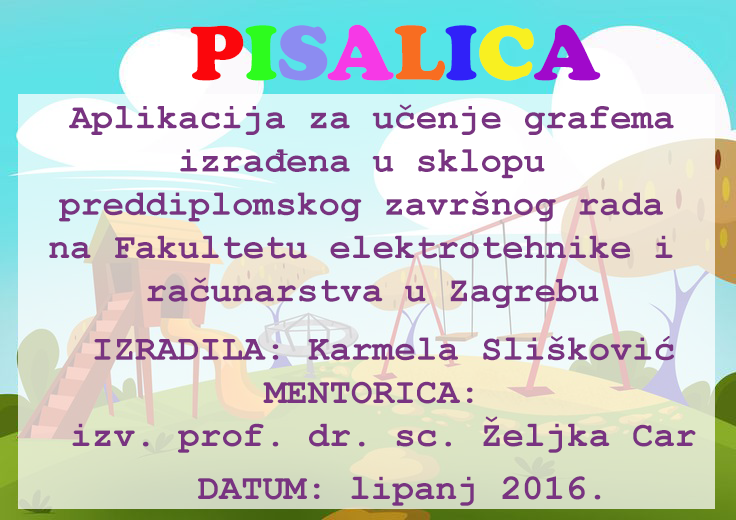 PISALICA
Aplikacija za učenje grafema
izrađena u sklopu
preddiplomskog završnog rada
na Fakultetu elektrotehnike i
računarstva u Zagrebu
IZRADILA: Karmela Slišković
MENTORICA:
izv. prof. dr. sc. Željka Car
DATUM: lipanj 2016.